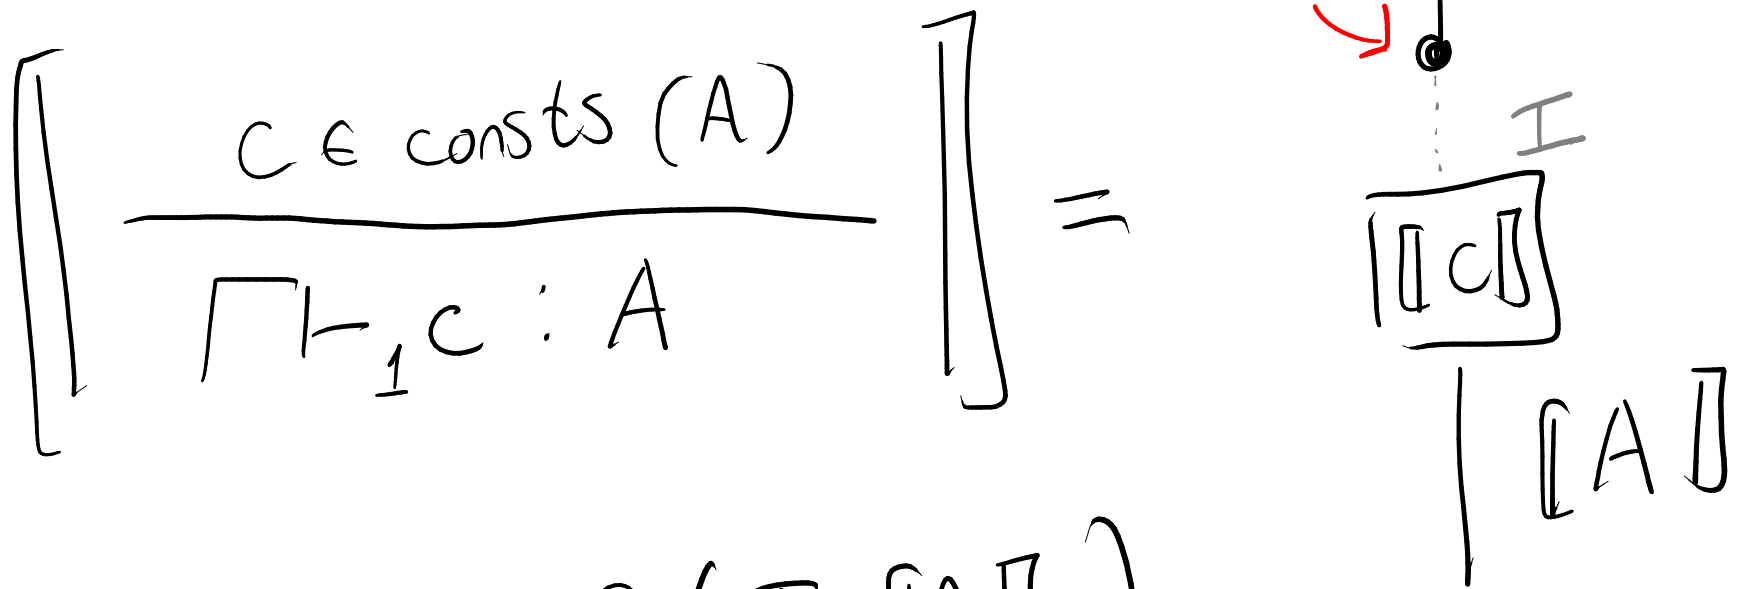 ⟦ c ∈ consts (A)
Γ ⊢₁ c : A ⟧ =
I
⟦c⟧
⟦A⟧